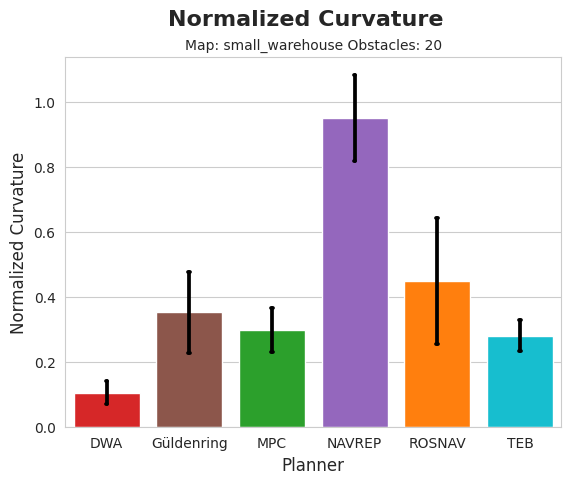 Normalized Curvature
Map: small_warehouse Obstacles: 20
Normalized Curvature
1.0
0.8
0.6
0.4
0.2
0.0
DWA Güldenring MPC NAVREP ROSNAV TEB
Planner